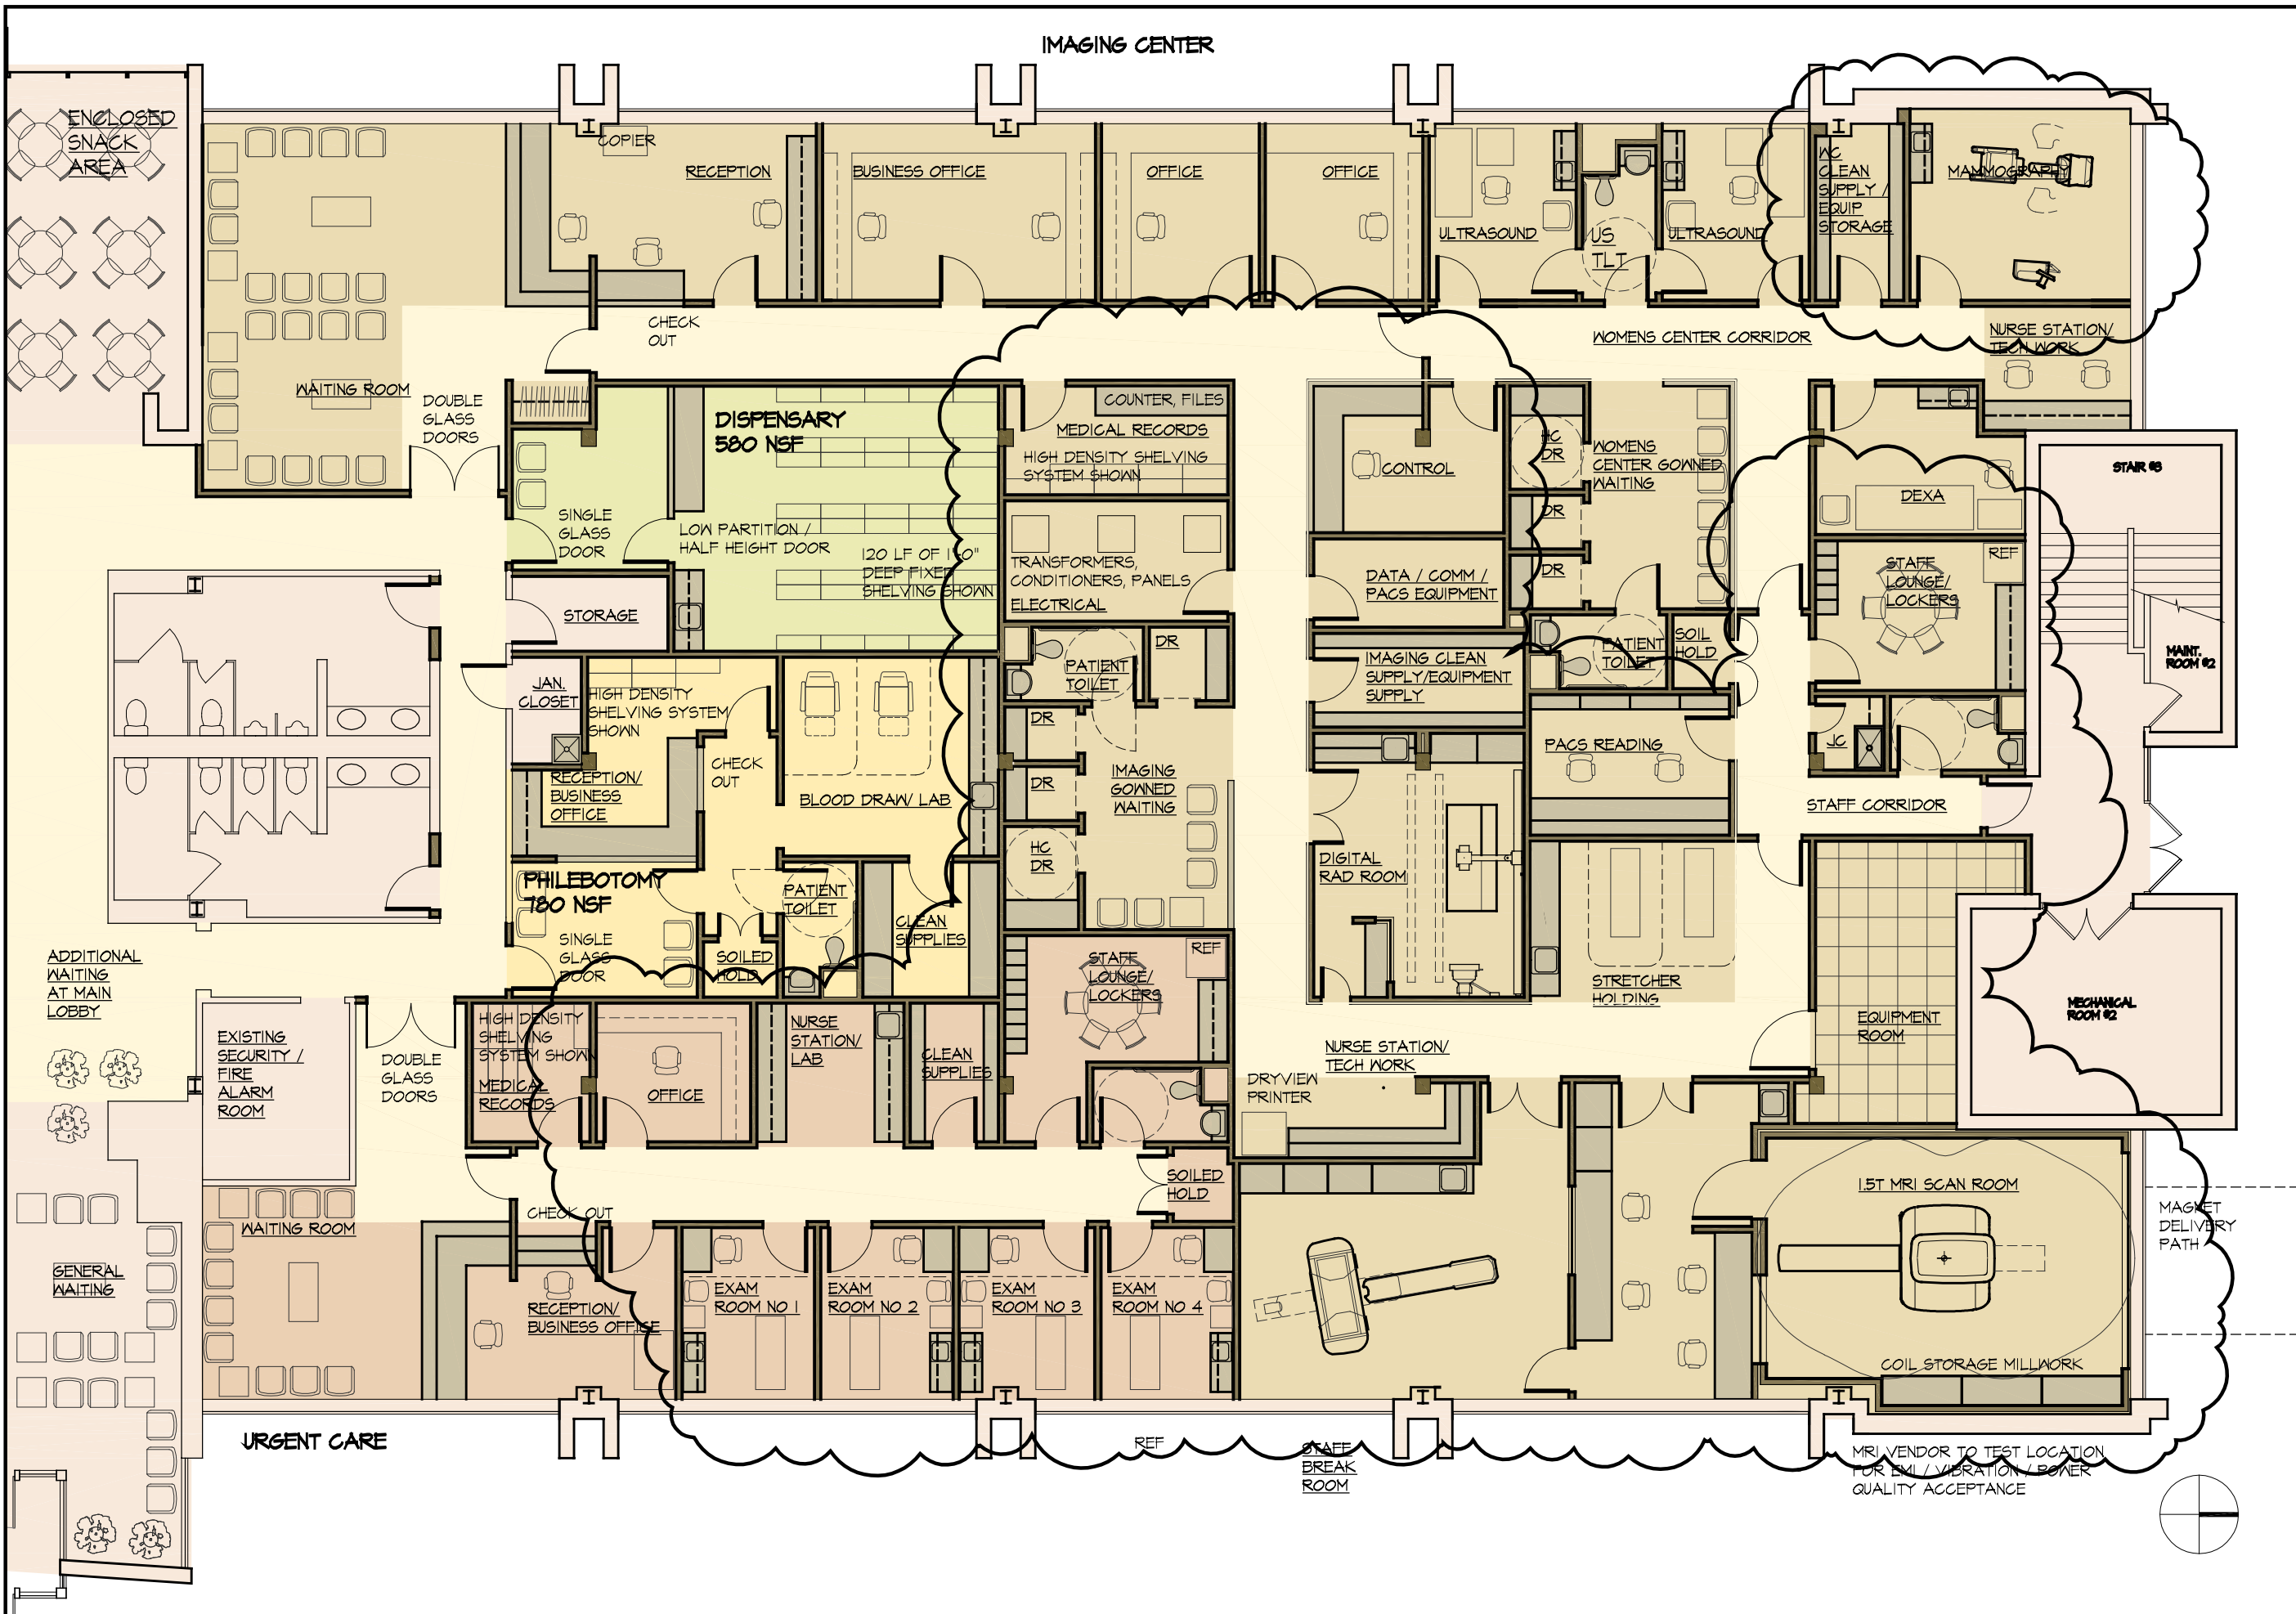 IMAGING CENTER
ENCLOSED
SNACK
AREA
COPIER
RECEPTION
BUSINESS OFFICE
OFFICE
OFFICE
ULTRASOUND
US
TLT
ULTRASOUND
WC
CLEAN
SUPPLY /
EQUIP
STORAGE
MAMMOGRAPHY
CHECK
OUT
WOMENS CENTER CORRIDOR
NURSE STATION/
TECH WORK
WAITING ROOM
DOUBLE
GLASS
DOORS
DISPENSARY
580 NSF
SINGLE
GLASS
DOOR
LOW PARTITION /
HALF HEIGHT DOOR
120 LF OF 1'-0"
DEEP FIXED
SHELVING SHOWN
COUNTER, FILES
MEDICAL RECORDS
HIGH DENSITY SHELVING
SYSTEM SHOWN
TRANSFORMERS,
CONDITIONERS, PANELS
ELECTRICAL
CONTROL
HC
DR
DR
DR
WOMENS
CENTER GOWNED
WAITING
DATA / COMM /
PACS EQUIPMENT
DEXA
STAIR #3
STAFF
LOUNGE/
LOCKERS
REF
MAINT.
ROOM #2
STORAGE
JAN.
CLOSET
HIGH DENSITY
SHELVING SYSTEM
SHOWN
RECEPTION/
BUSINESS
OFFICE
CHECK
OUT
BLOOD DRAW/ LAB
PATIENT
TOILET
DR
DR
DR
HC
DR
IMAGING
GOWNED
WAITING
IMAGING CLEAN
SUPPLY/EQUIPMENT
SUPPLY
PATIENT
TOILET
SOIL
HOLD
PACS READING
JC
STAFF CORRIDOR
DIGITAL
RAD ROOM
STRETCHER
HOLDING
PHILEBOTOMY
780 NSF
SINGLE
GLASS
DOOR
SOILED
HOLD
PATIENT
TOILET
CLEAN
SUPPLIES
ADDITIONAL
WAITING
AT MAIN
LOBBY
EXISTING
SECURITY /
FIRE
ALARM
ROOM
DOUBLE
GLASS
DOORS
HIGH DENSITY
SHELVING
SYSTEM SHOWN
MEDICAL
RECORDS
OFFICE
NURSE
STATION/
LAB
CLEAN
SUPPLIES
STAFF
LOUNGE/
LOCKERS
REF
NURSE STATION/
TECH WORK
DRYVIEW
PRINTER
EQUIPMENT
ROOM
MECHANICAL
ROOM #2
SOILED
HOLD
CHECK OUT
WAITING ROOM
GENERAL
WAITING
RECEPTION/
BUSINESS OFFICE
EXAM
ROOM NO 1
EXAM
ROOM NO 2
EXAM
ROOM NO 3
EXAM
ROOM NO 4
1.5T MRI SCAN ROOM
COIL STORAGE MILLWORK
MAGNET
DELIVERY
PATH
URGENT CARE
REF
STAFF
BREAK
ROOM
MRI VENDOR TO TEST LOCATION
FOR EMI / VIBRATION / POWER
QUALITY ACCEPTANCE